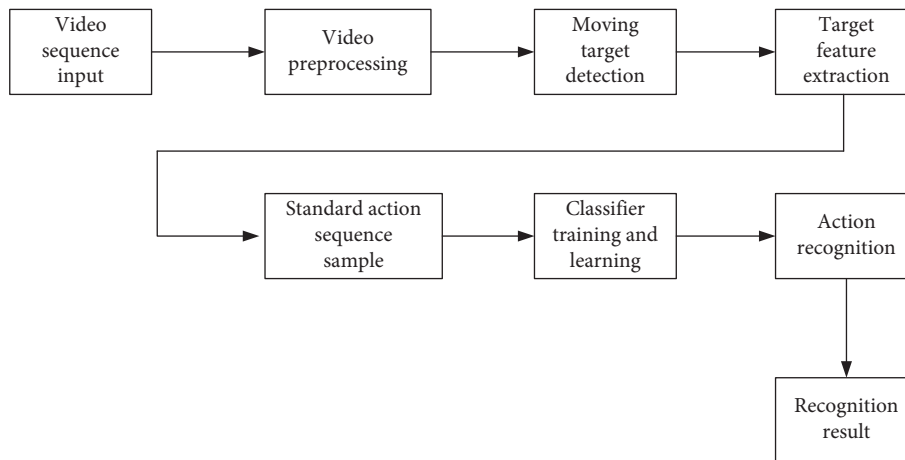 Video
sequence
input
Video
preprocessing
Moving
target
detection
Target
feature
extraction
Standard action
sequence
sample
Classifier
training and
learning
Action
recognition
Recognition
result